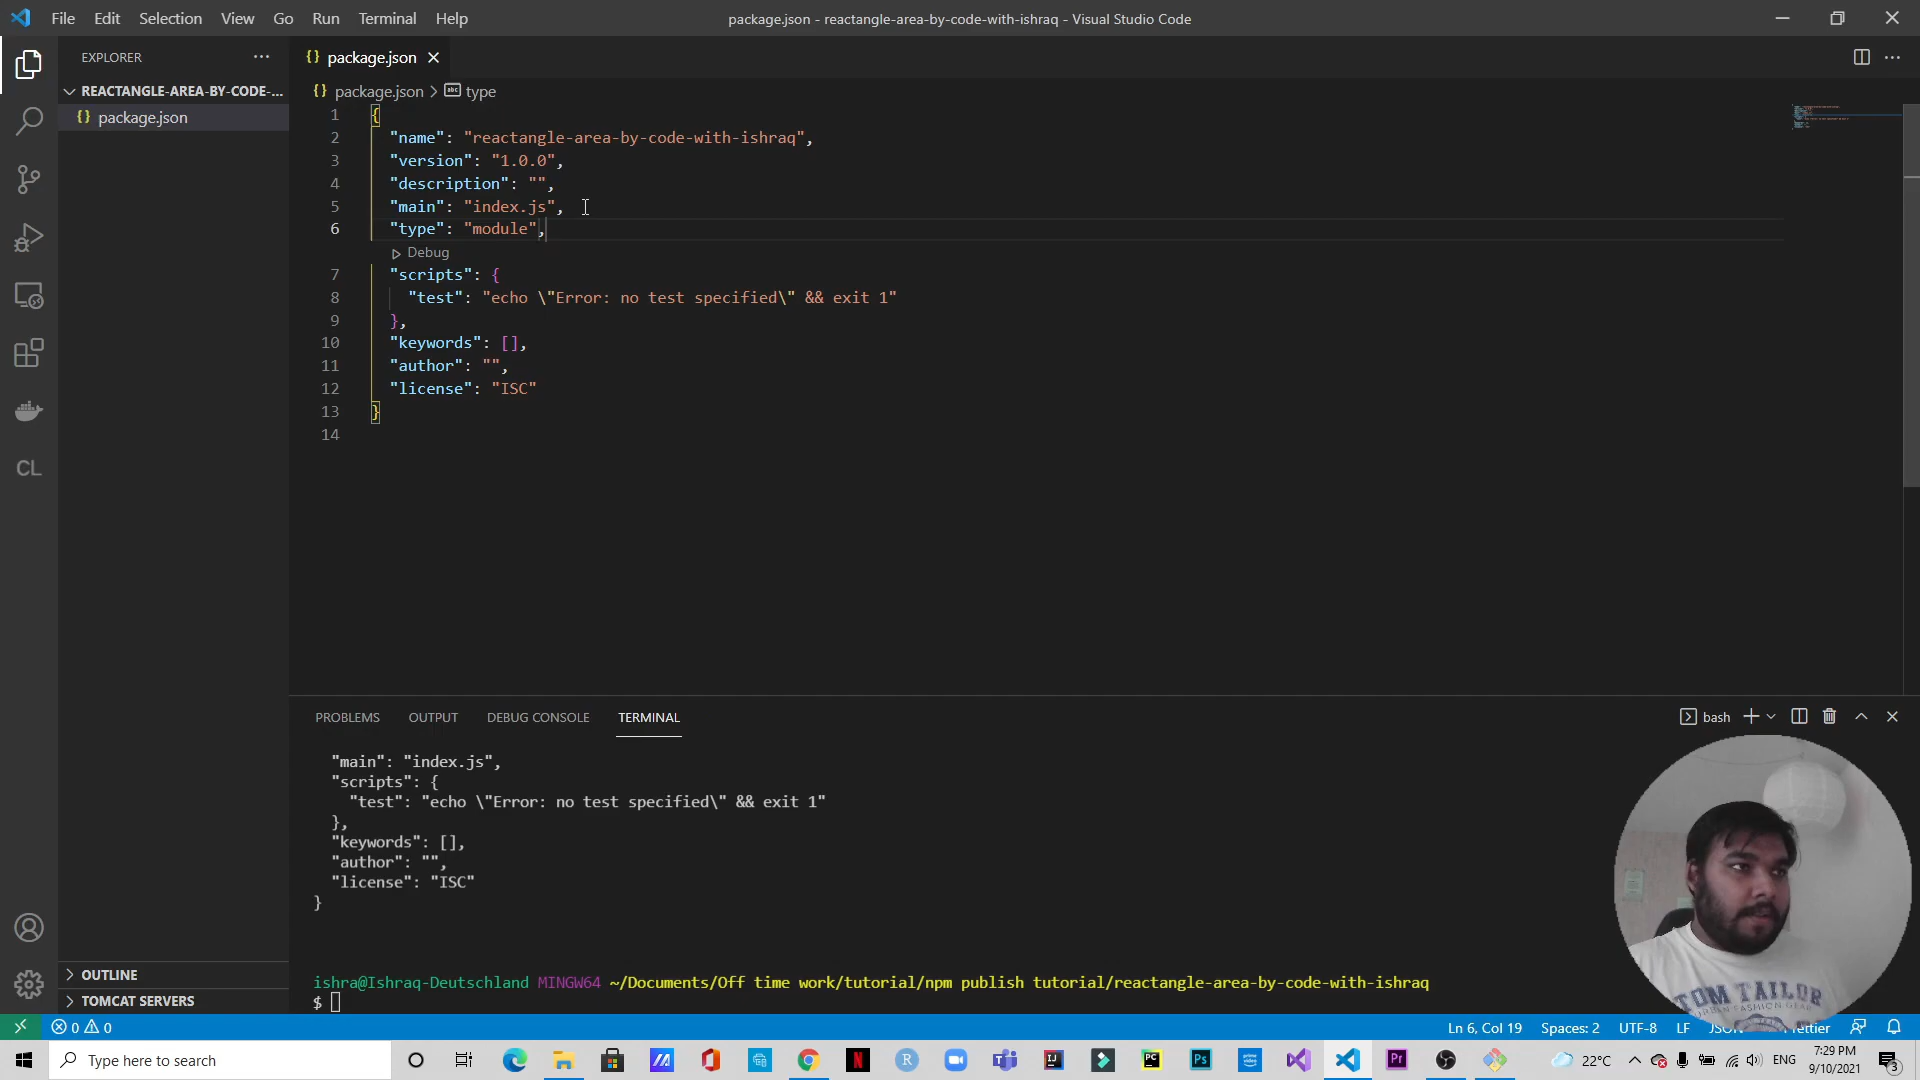 File Edit Selection View Go Run Terminal Help
package.json - reactangle-area-by-code-with-ishraq - Visual Studio Code
EXPLORER
REACTANGLE-AREA-BY-CODE-...
{} package.json
OUTLINE
TOMCAT SERVERS
CL
{} package.json
{} package.json > type
1 {
2 "name": "reactangle-area-by-code-with-ishraq",
3 "version": "1.0.0",
4 "description": "",
5 "main": "index.js",
6 "type": "module",
Debug
7 "scripts": {
8 "test": "echo \"Error: no test specified\" && exit 1"
9 },
10 "keywords": [],
11 "author": "",
12 "license": "ISC"
13 }
14
PROBLEMS OUTPUT DEBUG CONSOLE TERMINAL
bash
"main": "index.js",
"scripts": {
"test": "echo \"Error: no test specified\" && exit 1"
},
"keywords": [],
"author": "",
"license": "ISC"
}
ishra@Ishraq-Deutschland MINGW64 ~/Documents/Off time work/tutorial/npm publish tutorial/reactangle-area-by-code-with-ishraq
$
TOM TAILOR
0 0
Ln 6, Col 19 Spaces: 2 UTF-8 LF
Type here to search
22°C
ENG
7:29 PM
9/10/2021
3